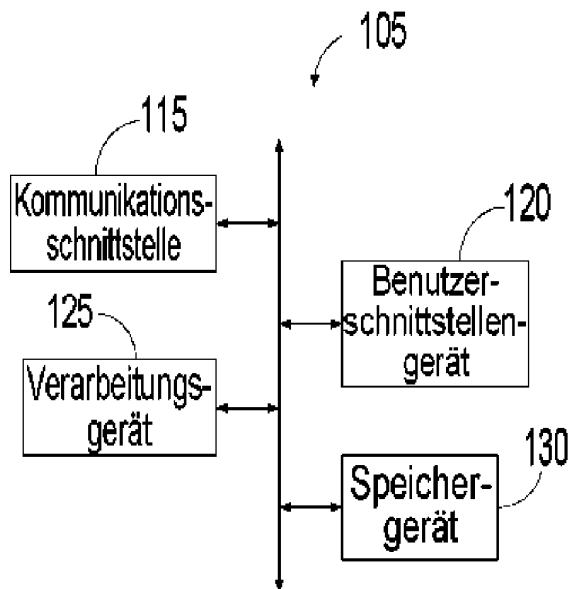 105
115
Kommunikations-
schnittstelle
120
Benutzer-
schnittstellen-
gerät
125
Verarbeitungs-
gerät
130
Speicher-
gerät